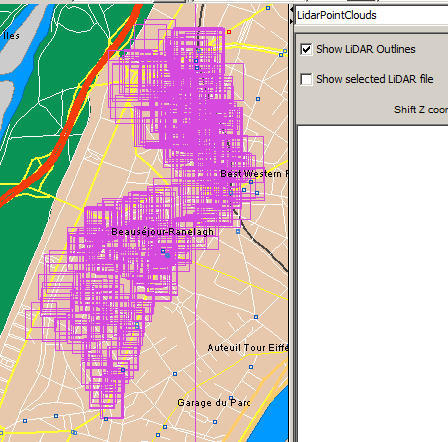 LidarPointClouds
Illes
Show LiDAR Outlines
Show selected LiDAR file
Shift Z coor
Best Western
Beauséjour-Ranelagh
Auteuil Tour Eiffe
Garage du Parc